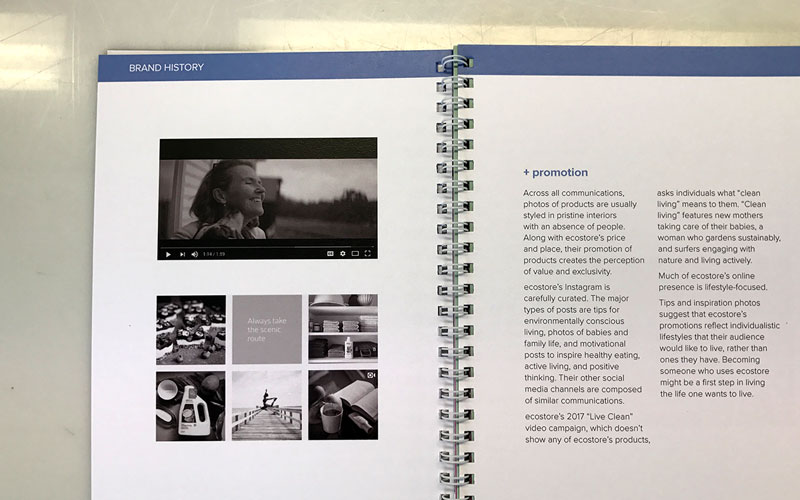 BRAND HISTORY
Always take
the scenic
route
+ promotion
Across all communications,
photos of products are usually
styled in pristine interiors
with an absence of people.
Along with ecostore's price
and place, their promotion of
products creates the perception
of value and exclusivity.
ecostore's Instagram is
carefully curated. The major
types of posts are tips for
environmentally conscious
living, photos of babies and
family life, and motivational
posts to inspire healthy eating,
active living, and positive
thinking. Their other social
media channels are composed
of similar communications.
ecostore's 2017 “Live Clean”
video campaign, which doesn't
show any of ecostore's products,
asks individuals what “clean
living” means to them. “Clean
living” features new mothers
taking care of their babies, a
woman who gardens sustainably,
and surfers engaging with
nature and living actively.
Much of ecostore's online
presence is lifestyle-focused.
Tips and inspiration photos
suggest that ecostore's
promotions reflect individualistic
lifestyles that their audience
would like to live, rather than
ones they have. Becoming
someone who uses ecostore
might be a first step in living
the life one wants to live.